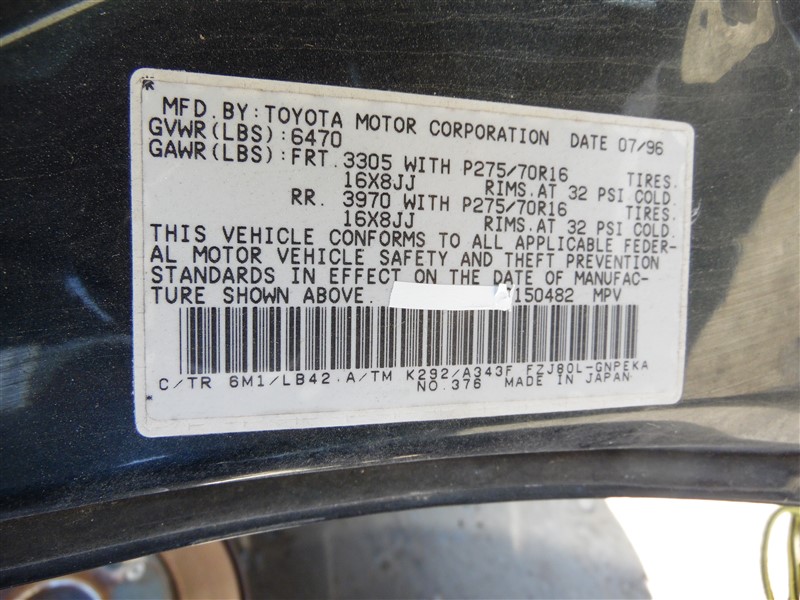 MFD.BY:TOYOTA MOTOR CORPORATION DATE 07/96
GVWR(LBS):6470
GAWR(LBS):FRT.3305 WITH P275/70R16 TIRES.
16X8JJ RIMS.AT 32 PSI COLD.
RR. 3970 WITH P275/70R16 TIRES.
16X8JJ RIMS.AT 32 PSI COLD.
THIS VEHICLE CONFORMS TO ALL APPLICABLE FEDER-
AL MOTOR VEHICLE SAFETY AND THEFT PREVENTION
STANDARDS IN EFFECT ON THE DATE OF MANUFAC-
TURE SHOWN ABOVE. 150482 MPV
C/TR 6M1/LB42 A/TM K292/A343F FZJ80L-GNPEKA
NO.376 MADE IN JAPAN